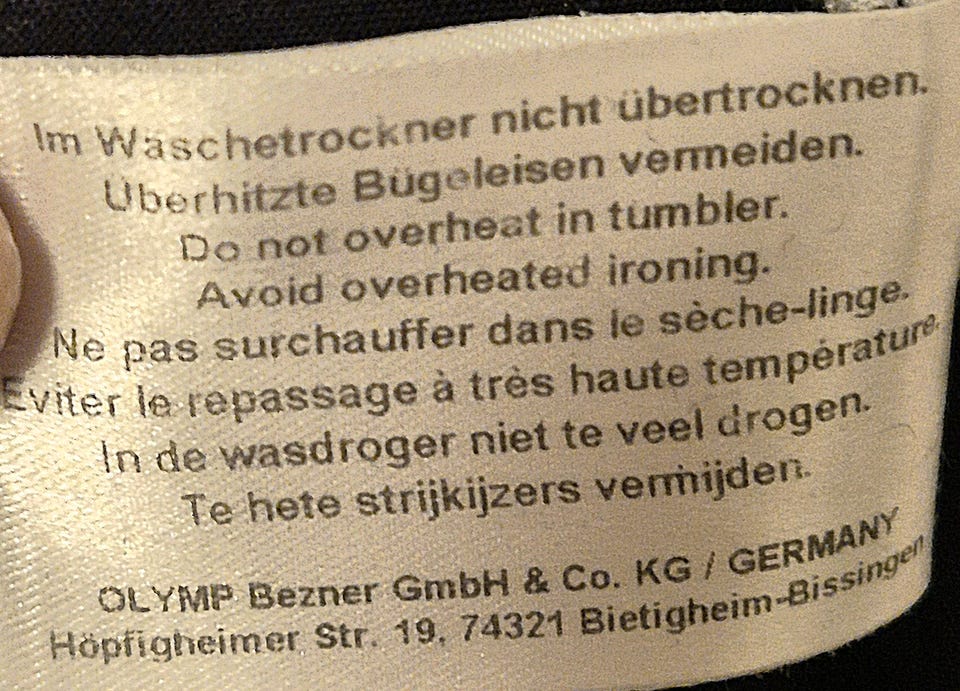 Im Waschetrockner nicht übertrocknen.
Überhitzte Bügeleisen vermeiden.
Do not overheat in tumbler.
Avoid overheated ironing.
Ne pas surchauffer dans le sèche-linge.
Eviter le repassage à très haute température.
In de wasdroger niet te veel drogen.
Te hete strijkijzers vermijden.
OLYMP Bezner GmbH & Co. KG / GERMANY
Höpfigheimer Str. 19, 74321 Bietigheim-Bissingen